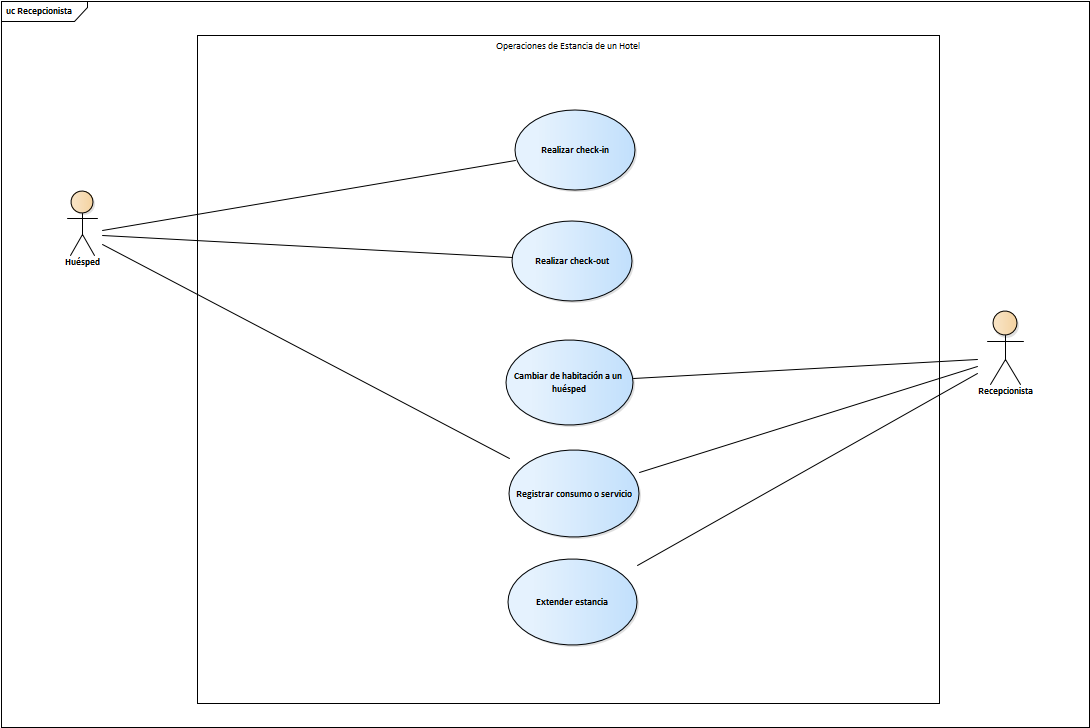 uc Recepcionista
Operaciones de Estancia de un Hotel
Realizar check-in
Huésped
Realizar check-out
Cambiar de habitación a un
huésped
Recepcionista
Registrar consumo o servicio
Extender estancia